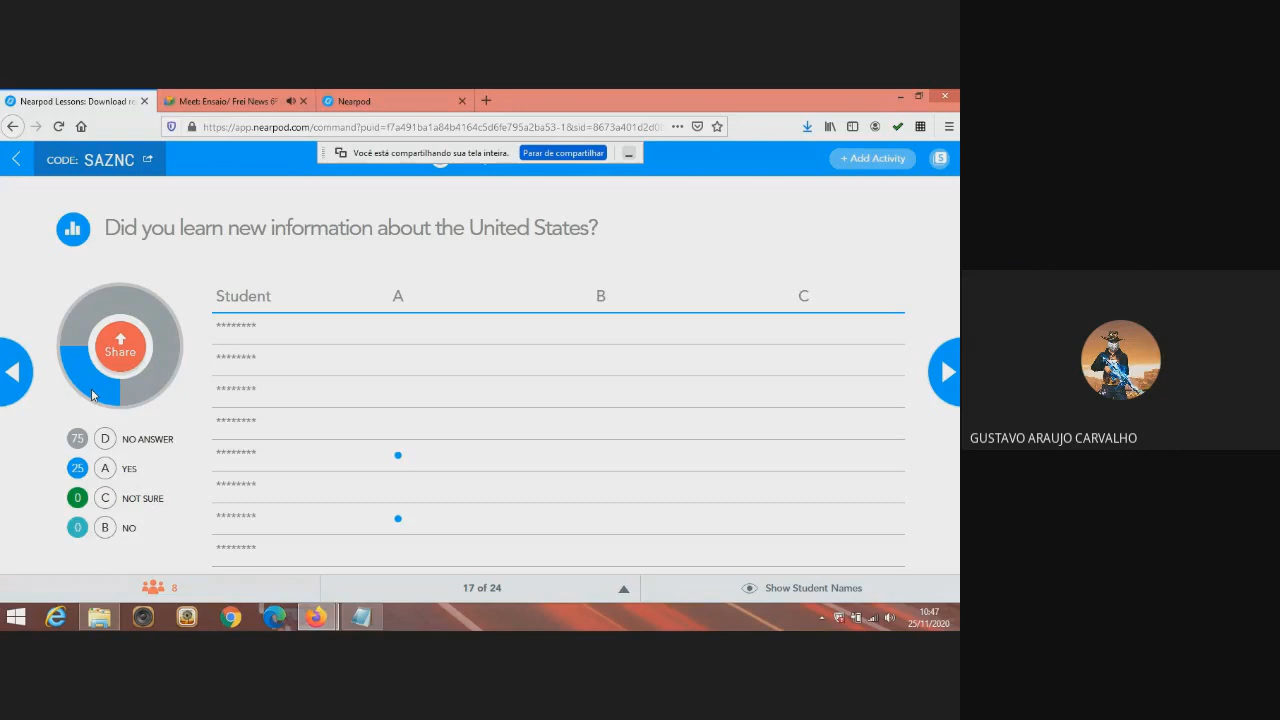 Nearpod Lessons: Download re
Meet: Ensaio/ Frei News 6º
Nearpod
https://app.nearpod.com/command?puid=f7a491ba1a84b4164c5d6fe795a2ba53-1&sid=8673a401d2d0
CODE: SAZNC
Você está compartilhando sua tela inteira.
Parar de compartilhar
+ Add Activity
S
Did you learn new information about the United States?
Student A B C
********
********
********
********
********
********
********
********
Share
75 D NO ANSWER
25 A YES
0 C NOT SURE
0 B NO
8
17 of 24
Show Student Names
10:47
25/11/2020
GUSTAVO ARAUJO CARVALHO